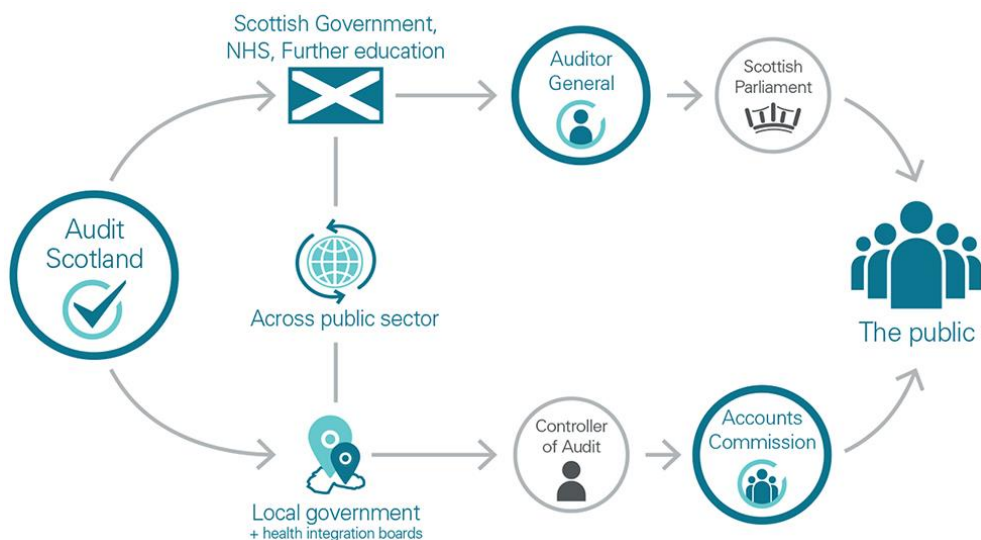 Scottish Government,
NHS, Further education
Auditor
General
Scottish
Parliament
Audit
Scotland
Across public sector
The public
Local government
+ health integration boards
Controller
of Audit
Accounts
Commission